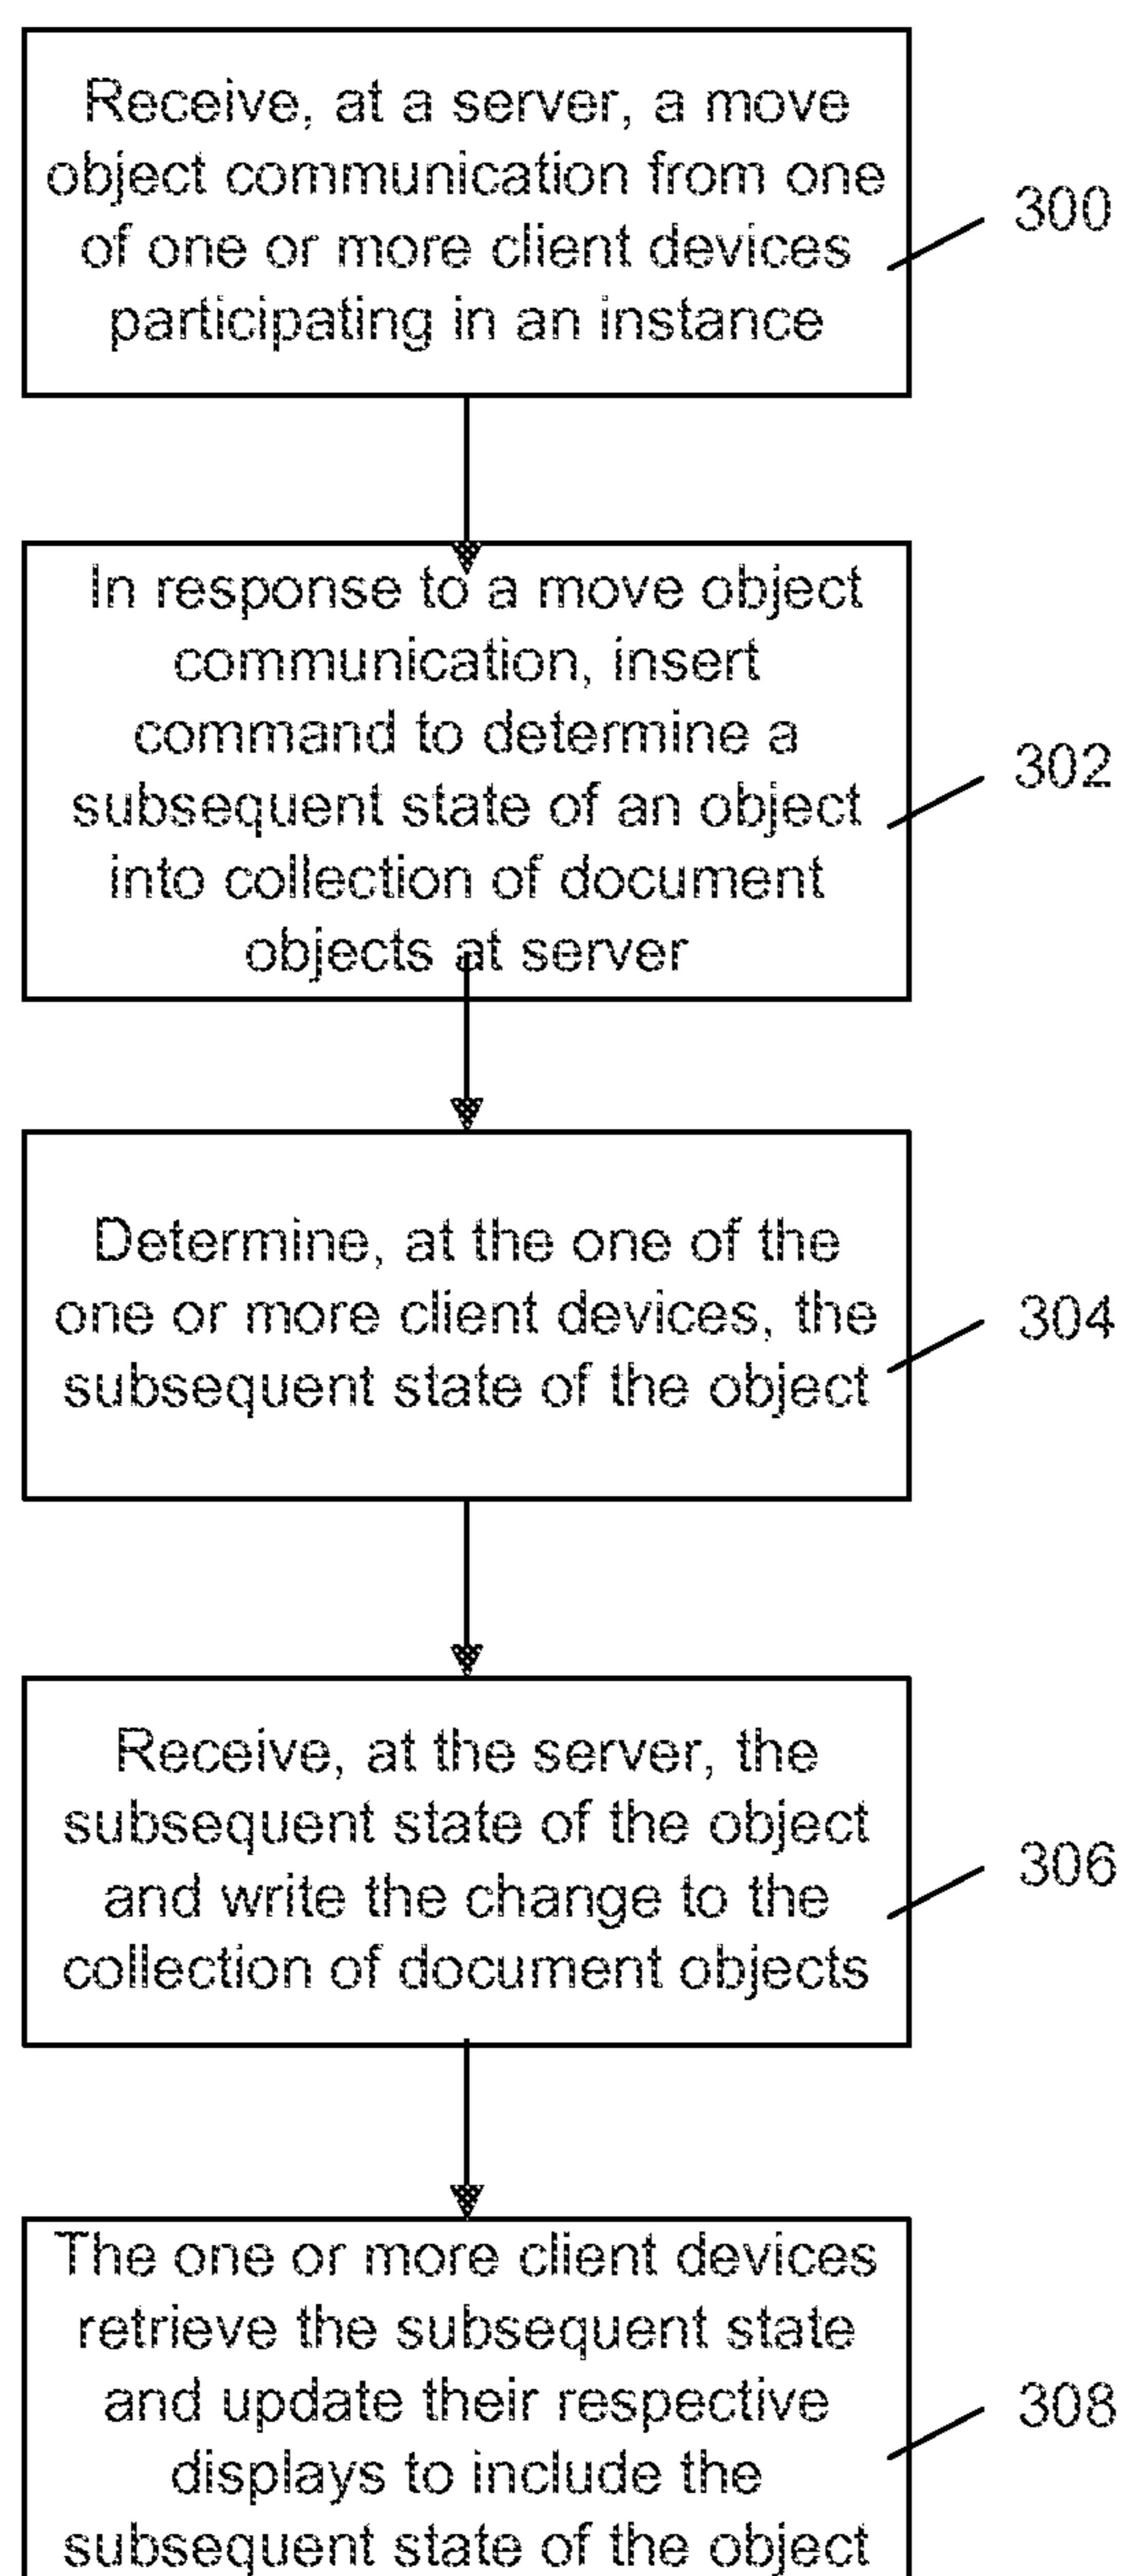 Receive, at a server, a move
object communication from one
of one or more client devices
participating in an instance
300
In response to a move object
communication, insert
command to determine a
subsequent state of an object
into collection of document
objects at server
302
Determine, at the one of the
one or more client devices, the
subsequent state of the object
304
Receive, at the server, the
subsequent state of the object
and write the change to the
collection of document objects
306
The one or more client devices
retrieve the subsequent state
and update their respective
displays to include the
subsequent state of the object
308